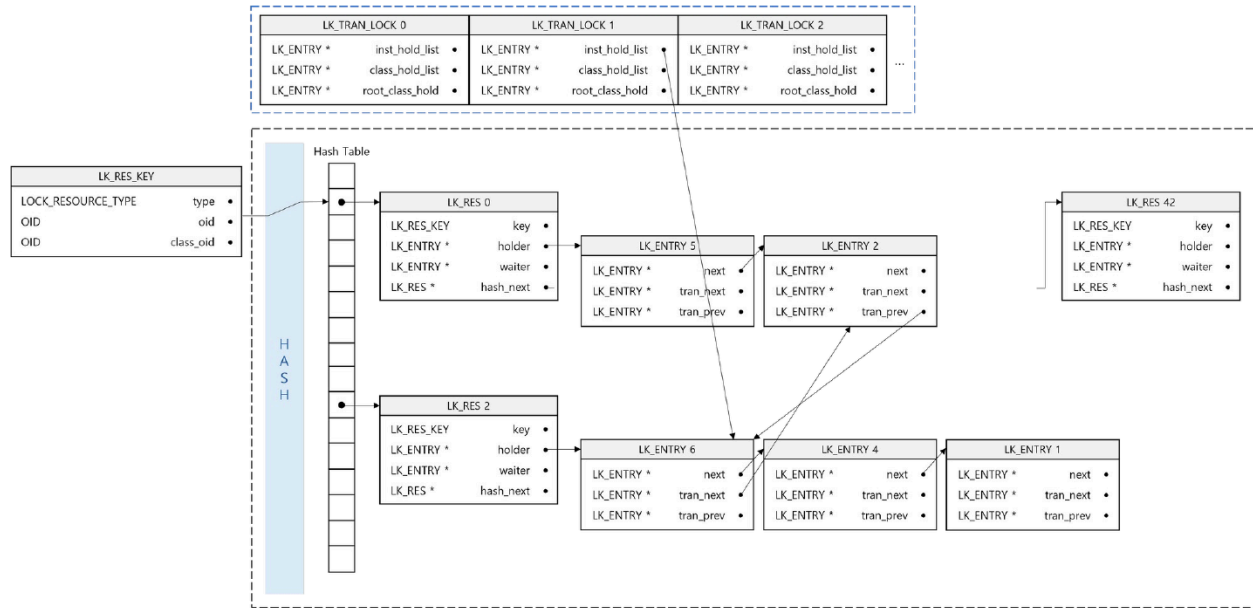 LK_TRAN_LOCK 0
LK_ENTRY * inst_hold_list
LK_ENTRY * class_hold_list
LK_ENTRY * root_class_hold
LK_TRAN_LOCK 1
LK_ENTRY * inst_hold_list
LK_ENTRY * class_hold_list
LK_ENTRY * root_class_hold
LK_TRAN_LOCK 2
LK_ENTRY * inst_hold_list
LK_ENTRY * class_hold_list
LK_ENTRY * root_class_hold
...
LK_RES_KEY
LOCK_RESOURCE_TYPE type
OID oid
OID class_oid
HASH
Hash Table
LK_RES 0
LK_RES_KEY key
LK_ENTRY * holder
LK_ENTRY * waiter
LK_RES * hash_next
LK_ENTRY 5
LK_ENTRY * next
LK_ENTRY * tran_next
LK_ENTRY * tran_prev
LK_ENTRY 2
LK_ENTRY * next
LK_ENTRY * tran_next
LK_ENTRY * tran_prev
LK_RES 42
LK_RES_KEY key
LK_ENTRY * holder
LK_ENTRY * waiter
LK_RES * hash_next
LK_RES 2
LK_RES_KEY key
LK_ENTRY * holder
LK_ENTRY * waiter
LK_RES * hash_next
LK_ENTRY 6
LK_ENTRY * next
LK_ENTRY * tran_next
LK_ENTRY * tran_prev
LK_ENTRY 4
LK_ENTRY * next
LK_ENTRY * tran_next
LK_ENTRY * tran_prev
LK_ENTRY 1
LK_ENTRY * next
LK_ENTRY * tran_next
LK_ENTRY * tran_prev